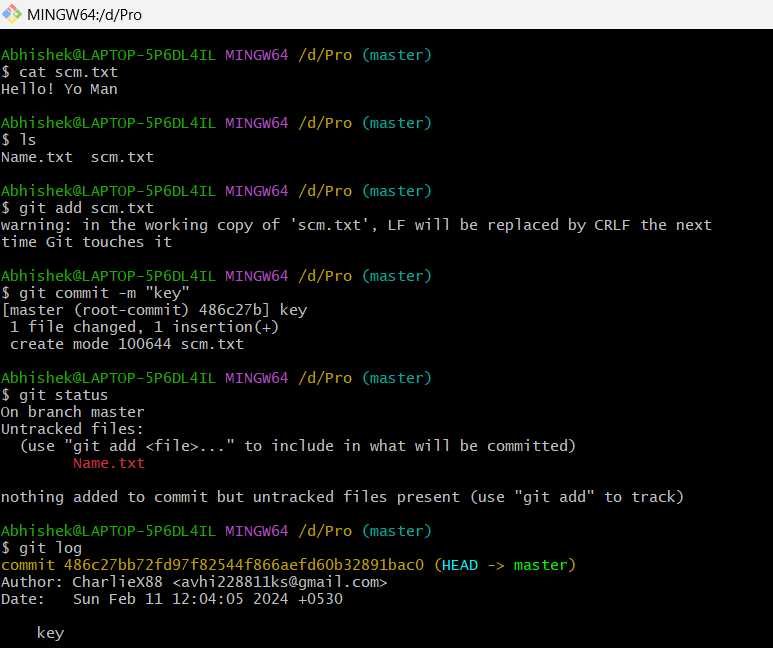 MINGW64:/d/Pro
Abhishek@LAPTOP-5P6DL4IL MINGW64 /d/Pro (master)
$ cat scm.txt
Hello! Yo Man
Abhishek@LAPTOP-5P6DL4IL MINGW64 /d/Pro (master)
$ ls
Name.txt  scm.txt
Abhishek@LAPTOP-5P6DL4IL MINGW64 /d/Pro (master)
$ git add scm.txt
warning: in the working copy of 'scm.txt', LF will be replaced by CRLF the next
time Git touches it
Abhishek@LAPTOP-5P6DL4IL MINGW64 /d/Pro (master)
$ git commit -m "key"
[master (root-commit) 486c27b] key
 1 file changed, 1 insertion(+)
 create mode 100644 scm.txt
Abhishek@LAPTOP-5P6DL4IL MINGW64 /d/Pro (master)
$ git status
On branch master
Untracked files:
  (use "git add <file>..." to include in what will be committed)
        Name.txt
nothing added to commit but untracked files present (use "git add" to track)
Abhishek@LAPTOP-5P6DL4IL MINGW64 /d/Pro (master)
$ git log
commit 486c27bb72fd97f82544f866aefd60b32891bac0 (HEAD -> master)
Author: CharlieX88 <avhi228811ks@gmail.com>
Date:   Sun Feb 11 12:04:05 2024 +0530
    key